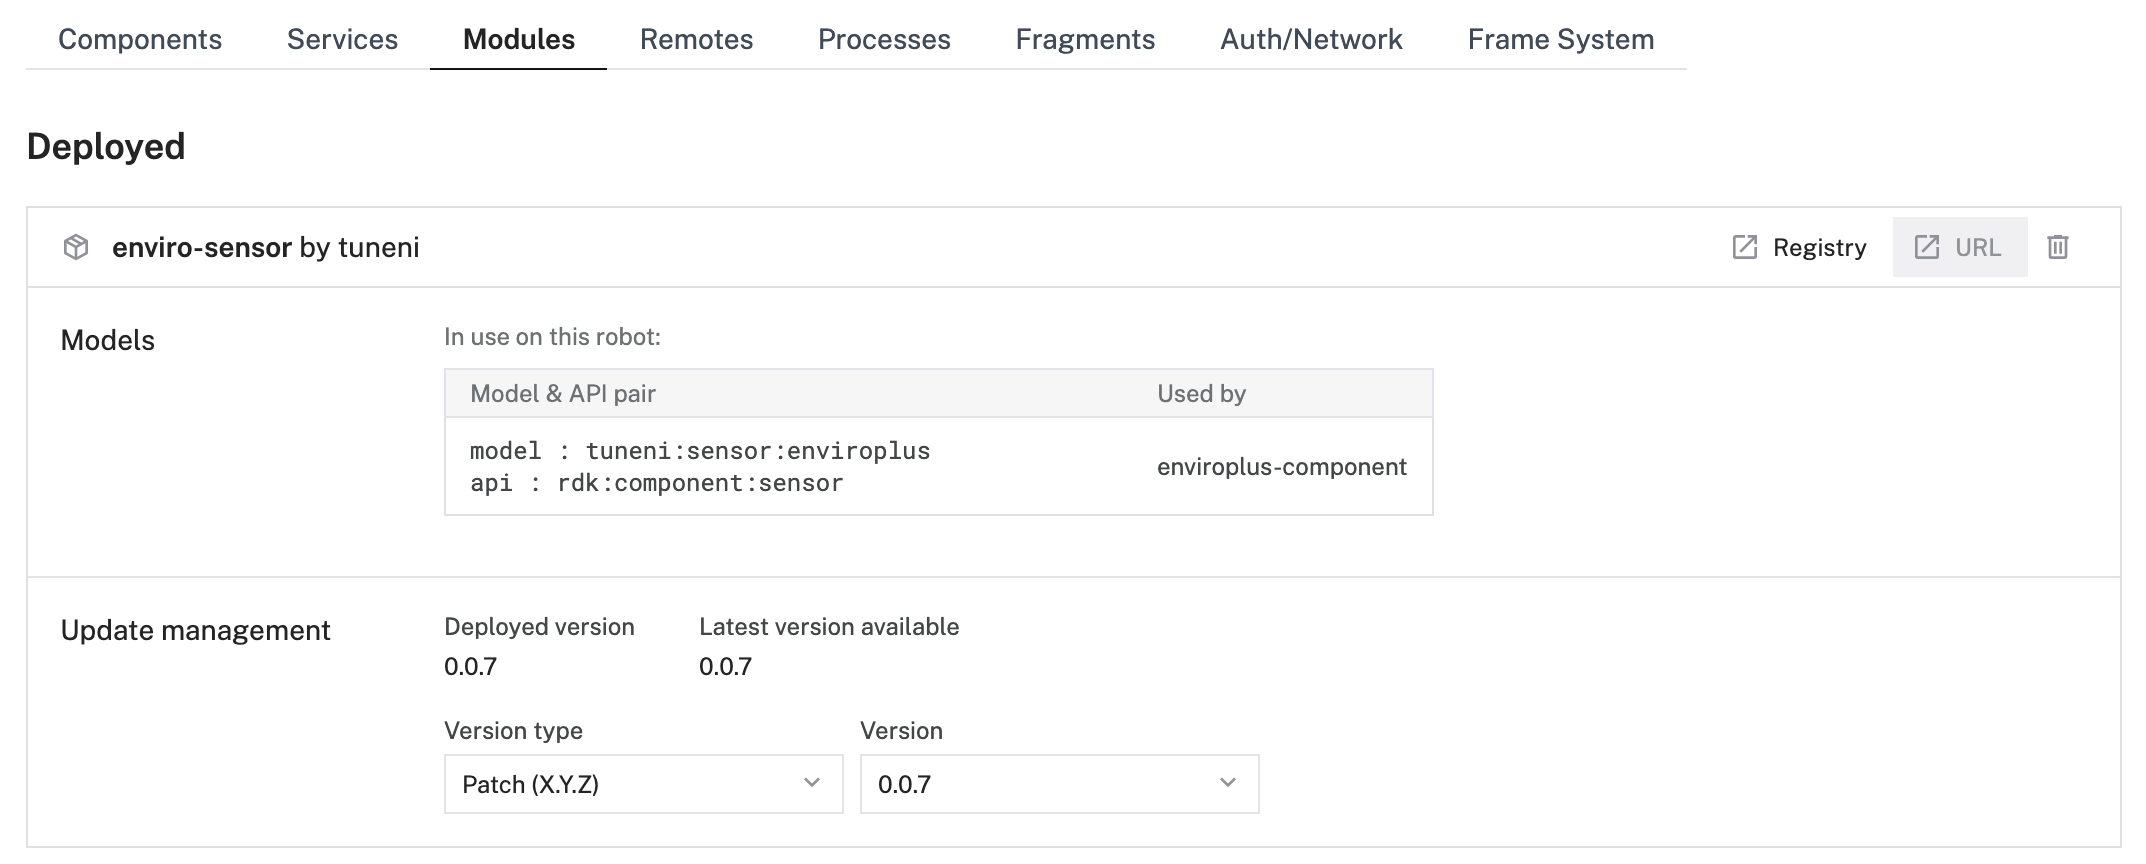 Components Services Modules Remotes Processes Fragments Auth/Network Frame System
Deployed
enviro-sensor by tuneni Registry URL
Models
In use on this robot:
Model & API pair Used by
model : tuneni:sensor:enviroplus
api : rdk:component:sensor
enviroplus-component
Update management
Deployed version Latest version available
0.0.7 0.0.7
Version type Version
Patch (X.Y.Z) 0.0.7